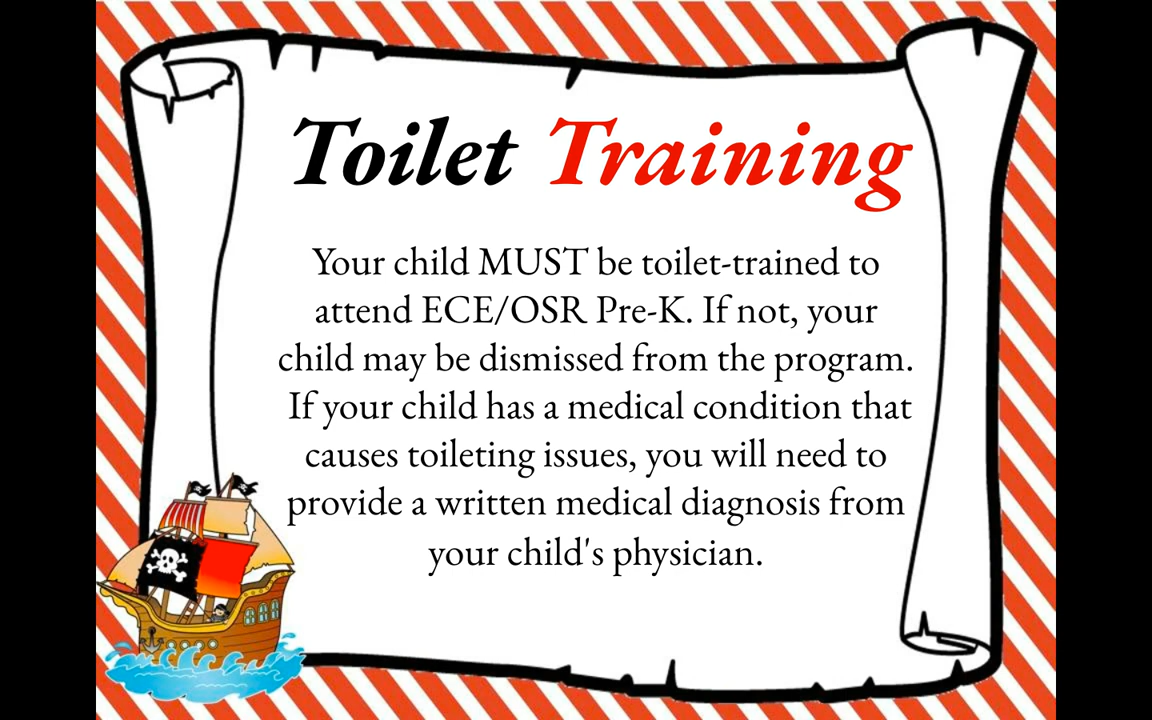 Toilet Training
Your child MUST be toilet-trained to
attend ECE/OSR Pre-K. If not, your
child may be dismissed from the program.
If your child has a medical condition that
causes toileting issues, you will need to
provide a written medical diagnosis from
your child's physician.